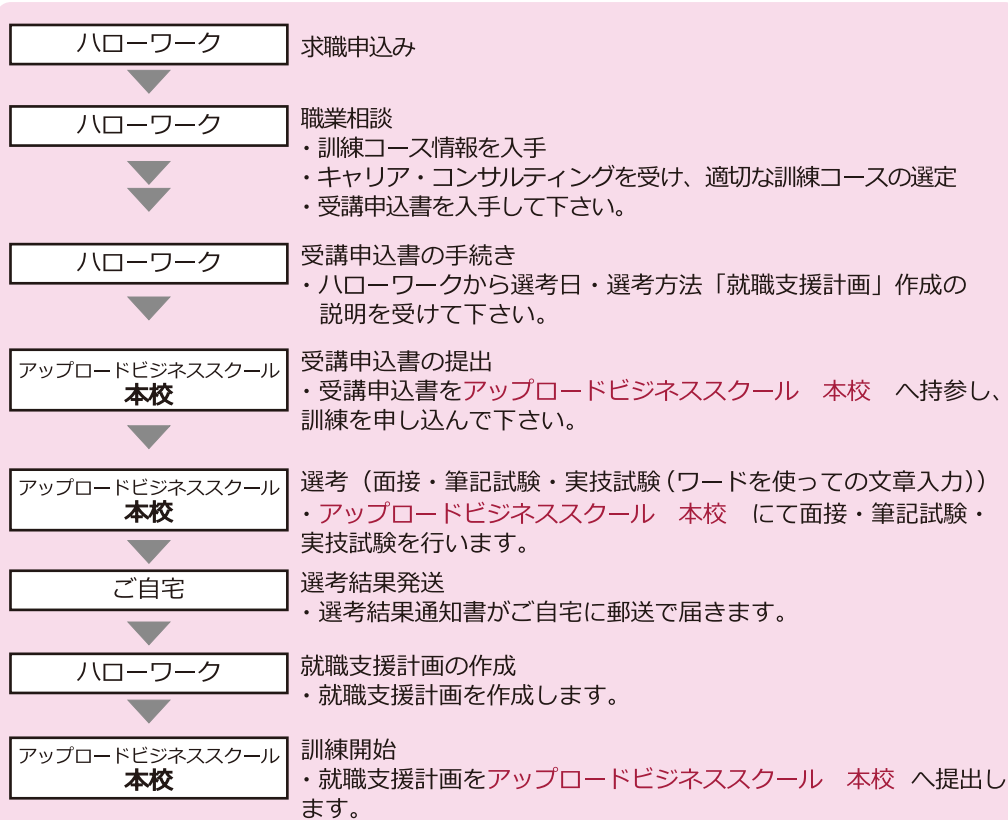 ハローワーク
求職申込み
ハローワーク
職業相談
・訓練コース情報を入手
・キャリア・コンサルティングを受け、適切な訓練コースの選定
・受講申込書を入手して下さい。
ハローワーク
受講申込書の手続き
・ハローワークから選考日・選考方法「就職支援計画」作成の
説明を受けて下さい。
アップロードビジネススクール
本校
受講申込書の提出
・受講申込書をアップロードビジネススクール　本校　へ持参し、
訓練を申し込んで下さい。
アップロードビジネススクール
本校
選考（面接・筆記試験・実技試験（ワードを使っての文章入力））
・アップロードビジネススクール　本校　にて面接・筆記試験・
実技試験を行います。
ご自宅
選考結果発送
・選考結果通知書がご自宅に郵送で届きます。
ハローワーク
就職支援計画の作成
・就職支援計画を作成します。
アップロードビジネススクール
本校
訓練開始
・就職支援計画をアップロードビジネススクール　本校　へ提出し
ます。